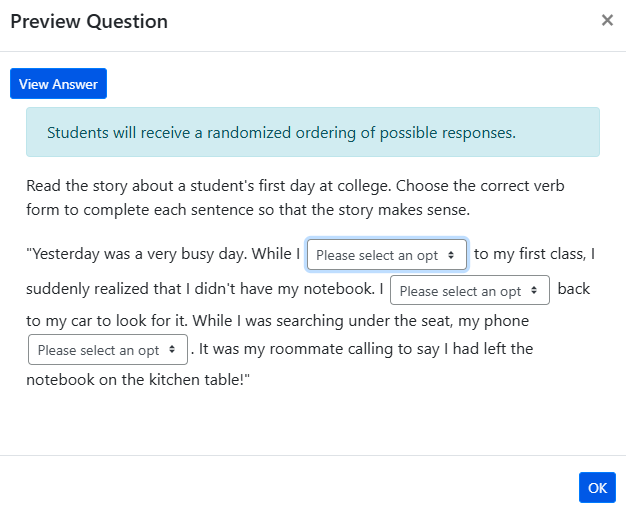 Preview Question ×
View Answer
Students will receive a randomized ordering of possible responses.
Read the story about a student's first day at college. Choose the correct verb
form to complete each sentence so that the story makes sense.
"Yesterday was a very busy day. While I Please select an opt to my first class, I
suddenly realized that I didn't have my notebook. I Please select an opt back
to my car to look for it. While I was searching under the seat, my phone
Please select an opt . It was my roommate calling to say I had left the
notebook on the kitchen table!"
OK